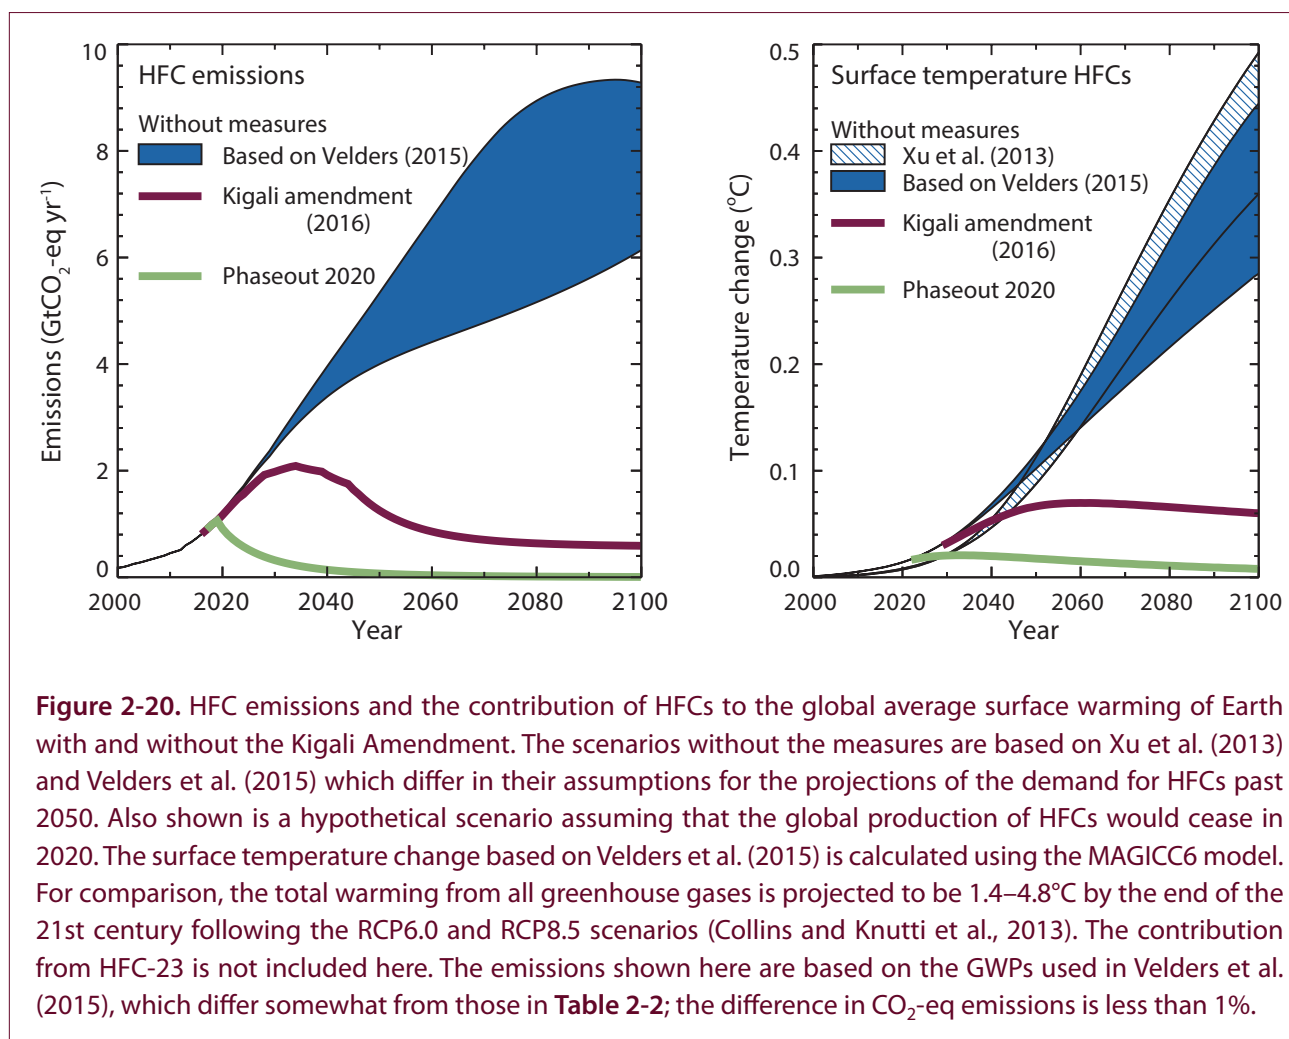 HFC emissions
Without measures
Based on Velders (2015)
Kigali amendment
(2016)
Phaseout 2020
Emissions (GtCO₂-eq yr⁻¹)
10
8
6
4
2
0
2000 2020 2040 2060 2080 2100
Year
Surface temperature HFCs
Without measures
Xu et al. (2013)
Based on Velders (2015)
Kigali amendment
(2016)
Phaseout 2020
Temperature change (°C)
0.5
0.4
0.3
0.2
0.1
0.0
2000 2020 2040 2060 2080 2100
Year
Figure 2-20. HFC emissions and the contribution of HFCs to the global average surface warming of Earth
with and without the Kigali Amendment. The scenarios without the measures are based on Xu et al. (2013)
and Velders et al. (2015) which differ in their assumptions for the projections of the demand for HFCs past
2050. Also shown is a hypothetical scenario assuming that the global production of HFCs would cease in
2020. The surface temperature change based on Velders et al. (2015) is calculated using the MAGICC6 model.
For comparison, the total warming from all greenhouse gases is projected to be 1.4–4.8°C by the end of the
21st century following the RCP6.0 and RCP8.5 scenarios (Collins and Knutti et al., 2013). The contribution
from HFC-23 is not included here. The emissions shown here are based on the GWPs used in Velders et al.
(2015), which differ somewhat from those in Table 2-2; the difference in CO₂-eq emissions is less than 1%.